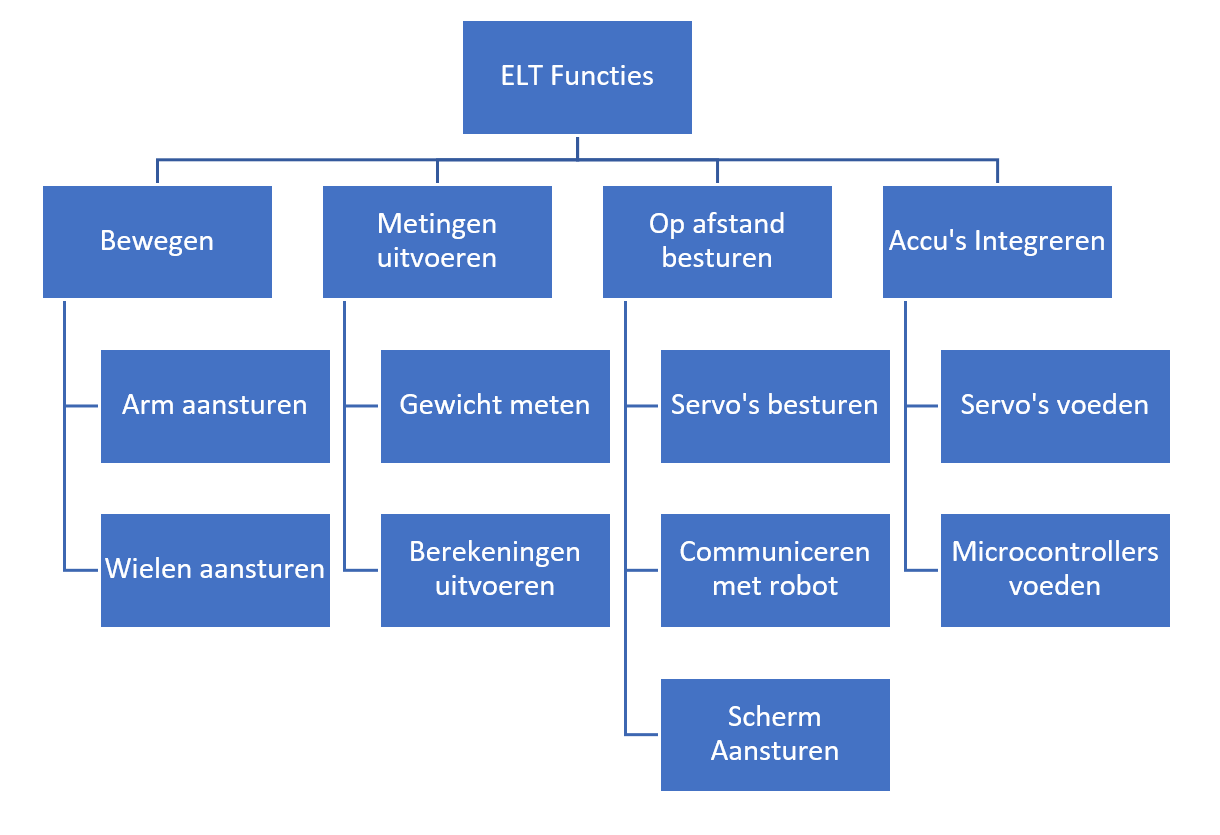 ELT Functies
Bewegen
Metingen
uitvoeren
Op afstand
besturen
Accu's Integreren
Arm aansturen
Gewicht meten
Servo's besturen
Servo's voeden
Wielen aansturen
Berekeningen
uitvoeren
Communiceren
met robot
Microcontrollers
voeden
Scherm
Aansturen